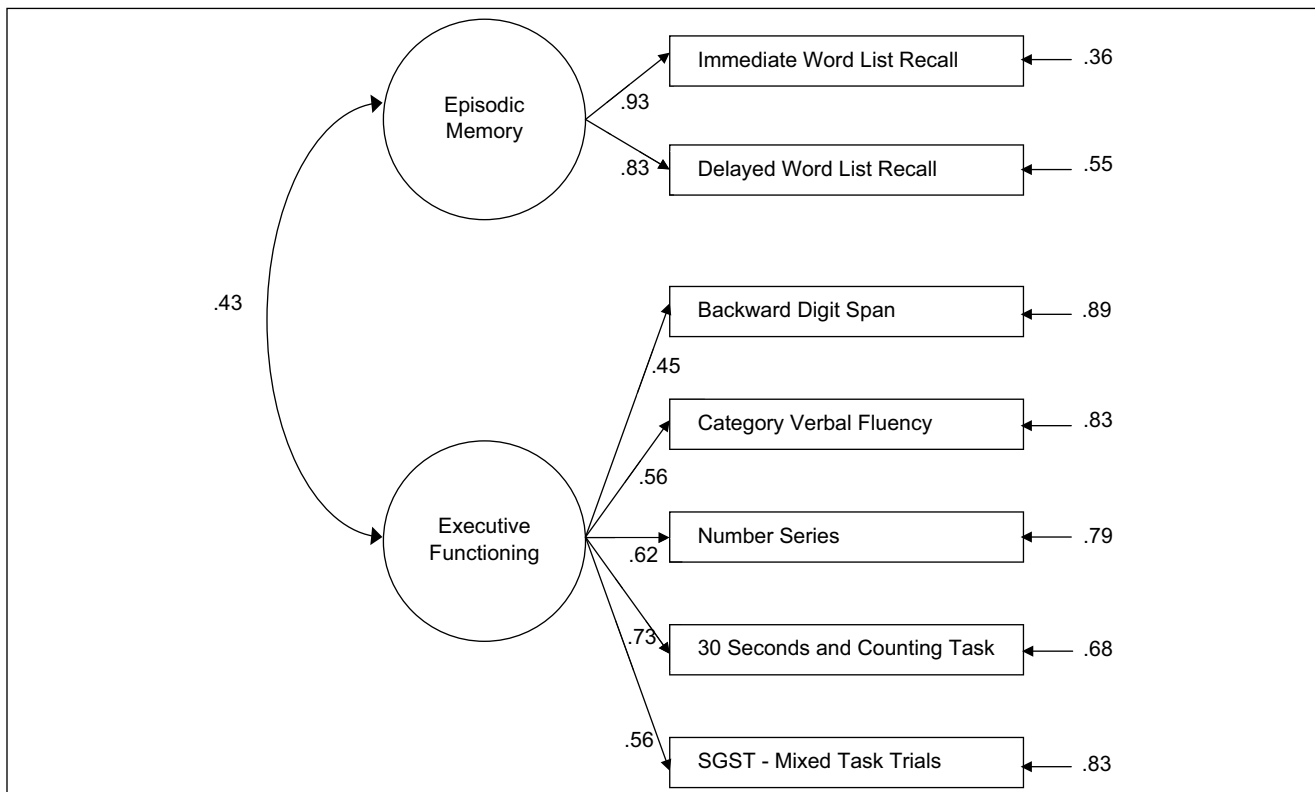 Immediate Word List Recall
.36
Episodic
Memory
.93
.83
Delayed Word List Recall
.55
.43
Backward Digit Span
.89
.45
Category Verbal Fluency
.83
.56
Executive
Functioning
Number Series
.79
.62
.73
30 Seconds and Counting Task
.68
.56
SGST - Mixed Task Trials
.83